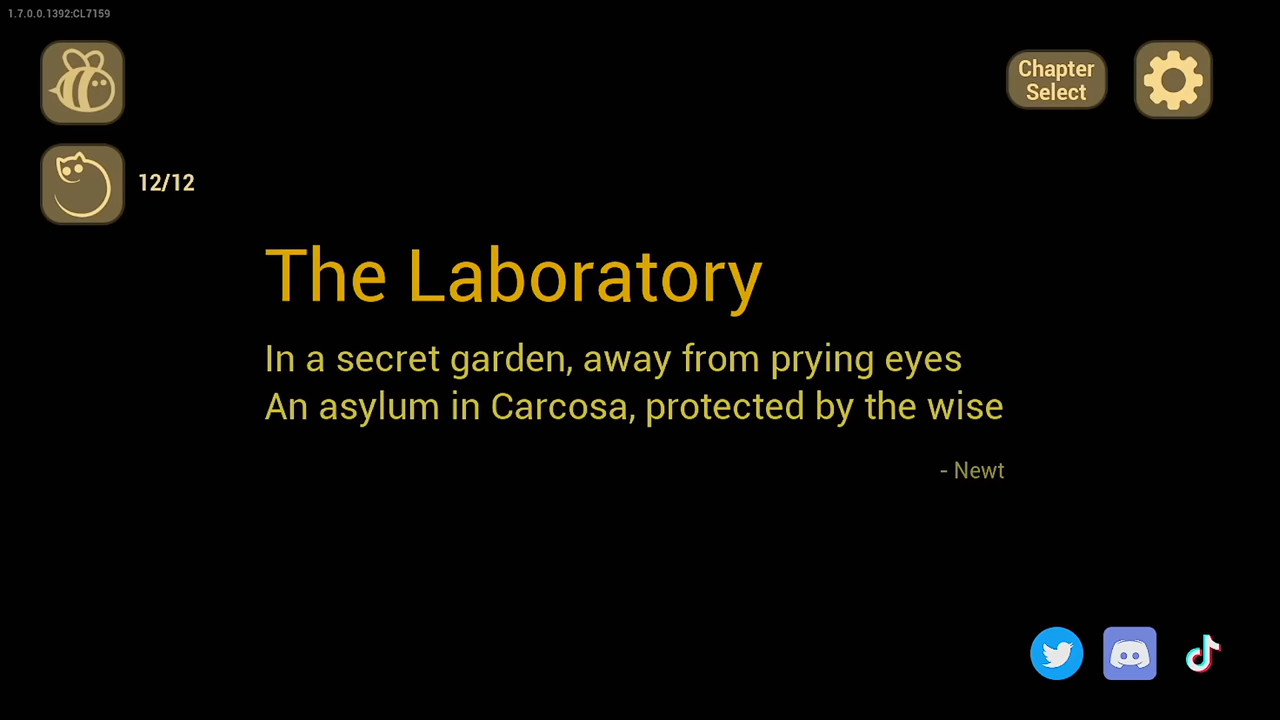 1.7.0.0.1392:CL7159
Chapter
Select
12/12
The Laboratory
In a secret garden, away from prying eyes
An asylum in Carcosa, protected by the wise
- Newt